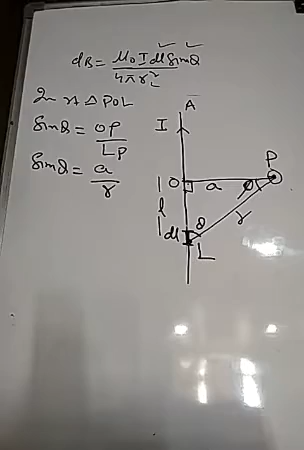 dB = μ₀ I dl Sinθ / 4π r²
In rt △ POL
Sinθ = OP / LP
Sinθ = a / r
A
I
P
O
a
ϕ
l
r
dl
θ
L